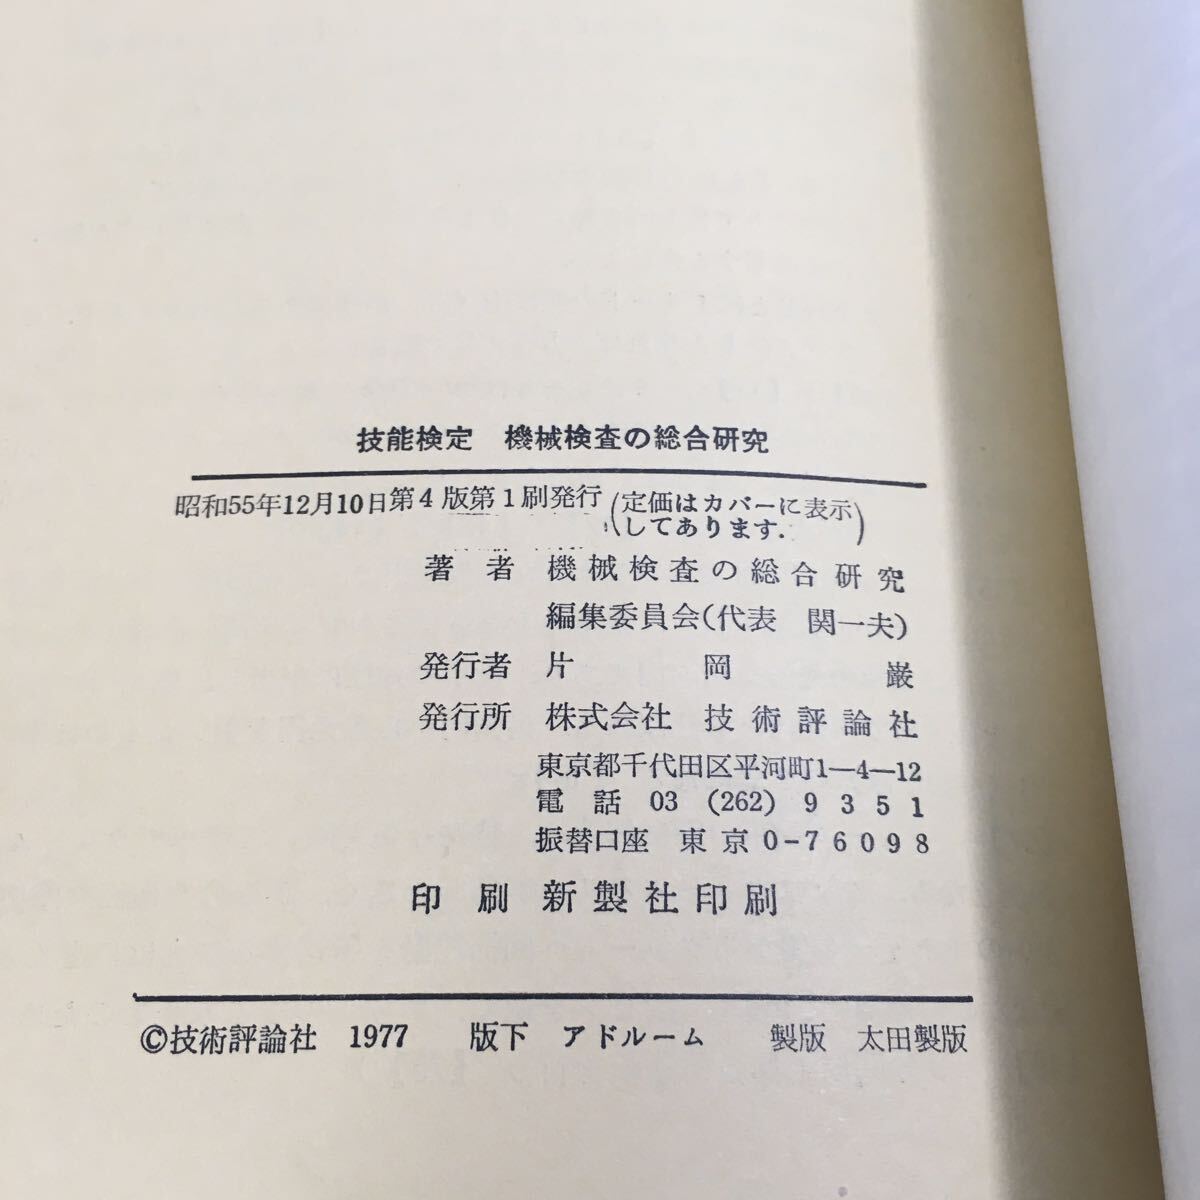 技能検定　機械検査の総合研究
昭和55年12月10日第4版第1刷発行 (定価はカバーに表示
してあります.)
著　者　機械検査の総合研究
編集委員会(代表　関一夫)
発行者　片　岡　巌
発行所　株式会社　技術評論社
東京都千代田区平河町1—4—12
電　話　03　(262)　9351
振替口座　東京0-76098
印　刷　新製社印刷
©技術評論社　1977　版下　アドルーム　製版　太田製版